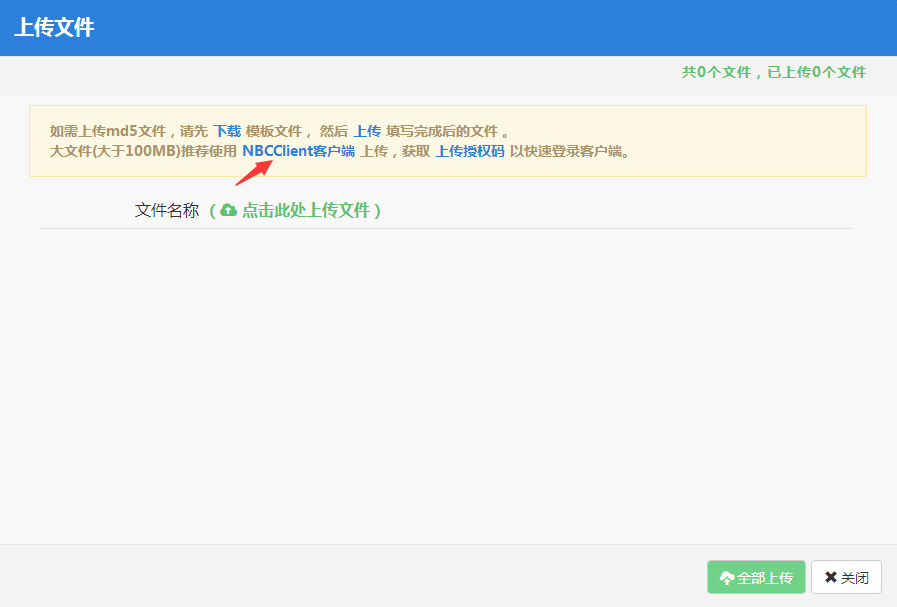 上传文件
共0个文件，已上传0个文件
如需上传md5文件，请先 下载 模板文件， 然后 上传 填写完成后的文件 。
大文件(大于100MB)推荐使用 NBCClient客户端 上传，获取 上传授权码 以快速登录客户端。
文件名称 （ 点击此处上传文件 ）
全部上传 关闭